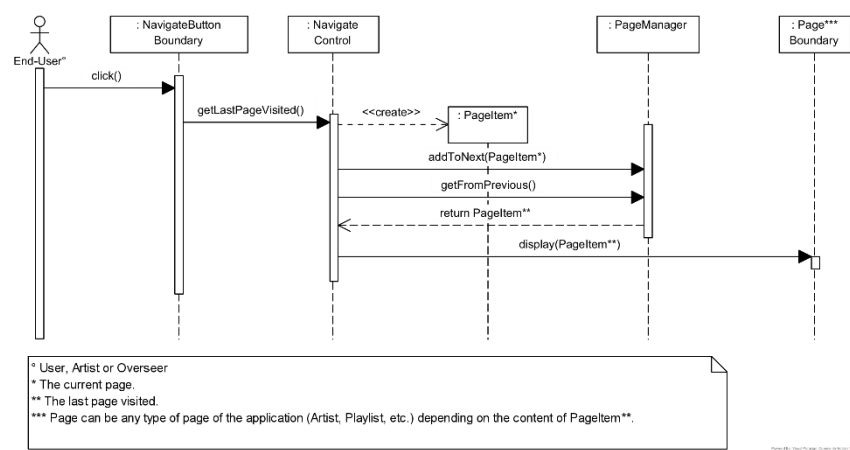 : NavigateButton
Boundary
: Navigate
Control
: PageManager
: Page***
Boundary
End-User°
click()
getLastPageVisited()
<<create>>
: PageItem*
addToNext(PageItem*)
getFromPrevious()
return PageItem**
display(PageItem**)
° User, Artist or Overseer
* The current page.
** The last page visited.
*** Page can be any type of page of the application (Artist, Playlist, etc.) depending on the content of PageItem**.